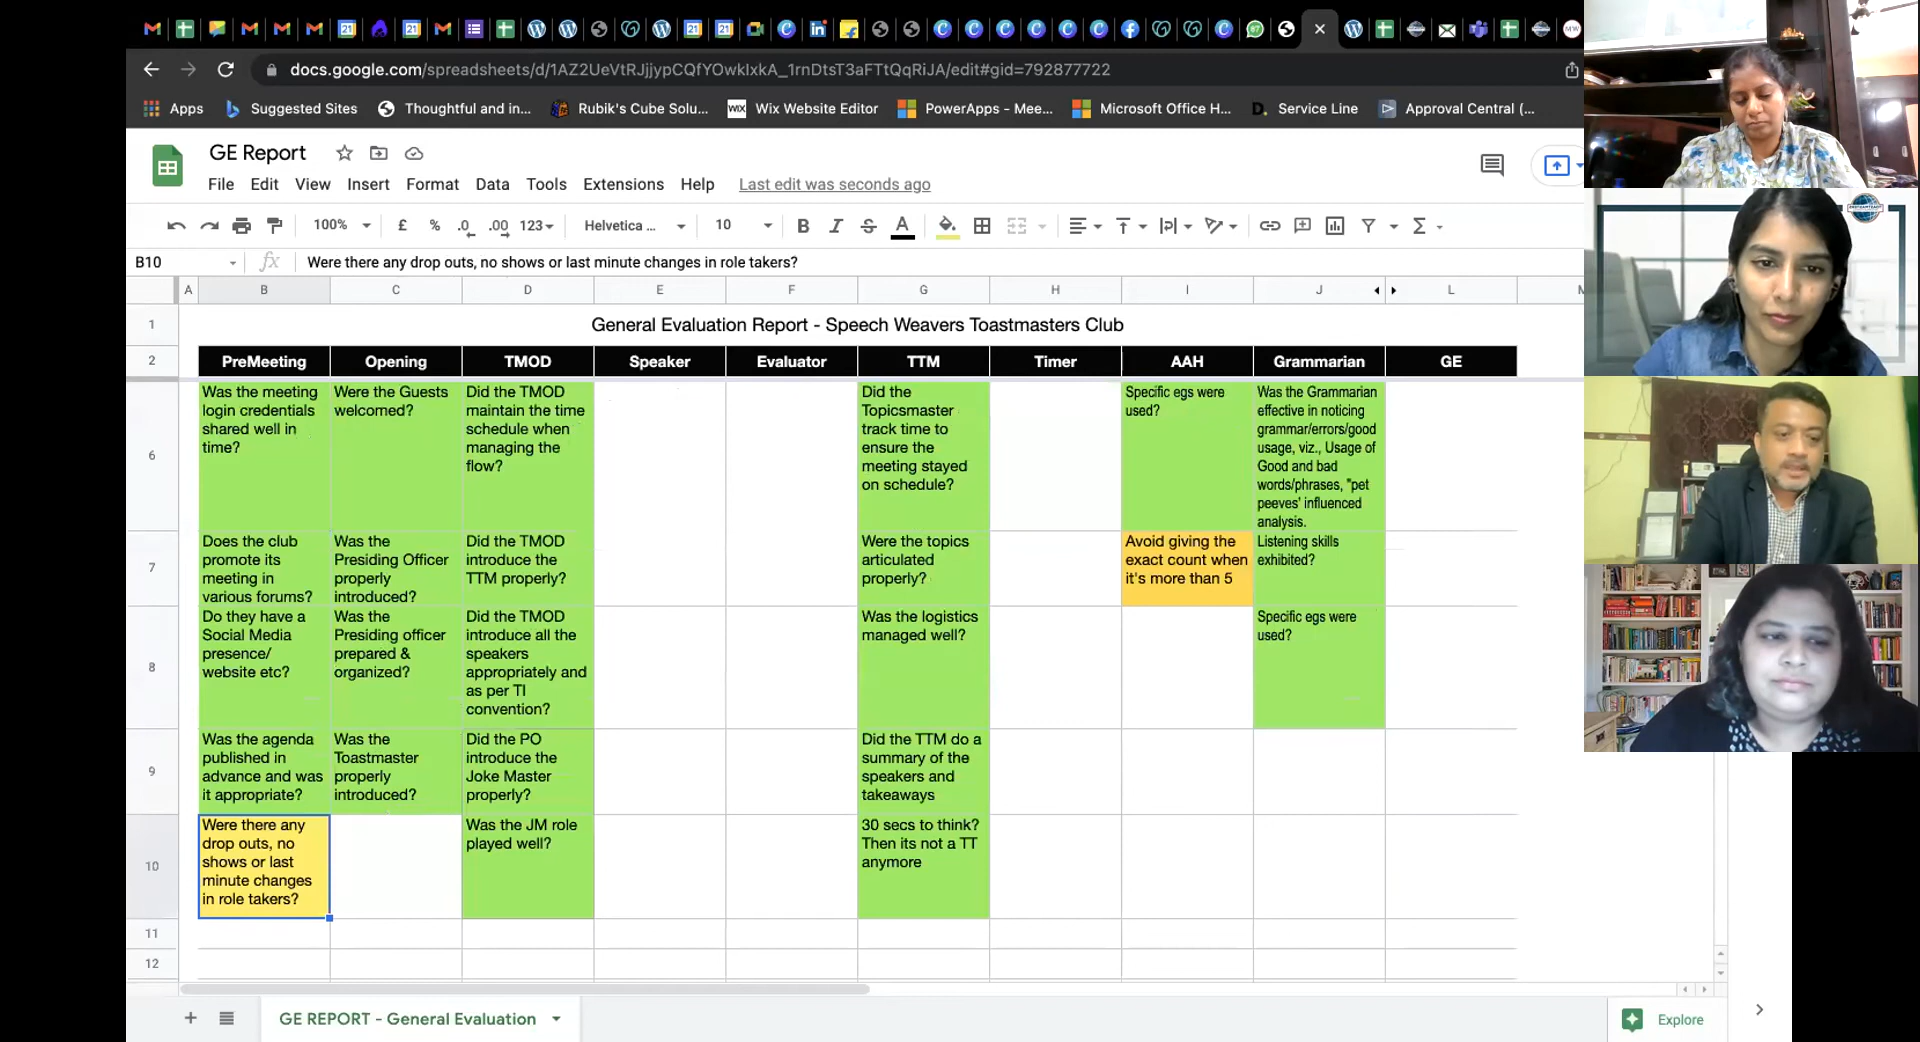 docs.google.com/spreadsheets/d/1AZ2UeVtRJjjypCQfYOwkIxkA_1rnDtsT3aFTtQqRiJA/edit#gid=792877722
Apps Suggested Sites Thoughtful and in... Rubik's Cube Solu... WIX Wix Website Editor PowerApps - Mee... Microsoft Office H... D. Service Line Approval Central (...
GE Report
File Edit View Insert Format Data Tools Extensions Help Last edit was seconds ago
100% £ % .0 .00 123 Helvetica ... 10 B I S A
B10 fx Were there any drop outs, no shows or last minute changes in role takers?
A B C D E F G H I J L
1 General Evaluation Report - Speech Weavers Toastmasters Club
2 PreMeeting Opening TMOD Speaker Evaluator TTM Timer AAH Grammarian GE
6
Was the meeting
login credentials
shared well in
time?
Were the Guests
welcomed?
Did the TMOD
maintain the time
schedule when
managing the
flow?
Did the
Topicsmaster
track time to
ensure the
meeting stayed
on schedule?
Specific egs were
used?
Was the Grammarian
effective in noticing
grammar/errors/good
usage, viz., Usage of
Good and bad
words/phrases, "pet
peeves' influenced
analysis.
7
Does the club
promote its
meeting in
various forums?
Was the
Presiding Officer
properly
introduced?
Did the TMOD
introduce the
TTM properly?
Were the topics
articulated
properly?
Avoid giving the
exact count when
it's more than 5
Listening skills
exhibited?
8
Do they have a
Social Media
presence/
website etc?
Was the
Presiding officer
prepared &
organized?
Did the TMOD
introduce all the
speakers
appropriately and
as per TI
convention?
Was the logistics
managed well?
Specific egs were
used?
9
Was the agenda
published in
advance and was
it appropriate?
Was the
Toastmaster
properly
introduced?
Did the PO
introduce the
Joke Master
properly?
Did the TTM do a
summary of the
speakers and
takeaways
10
Were there any
drop outs, no
shows or last
minute changes
in role takers?
Was the JM role
played well?
30 secs to think?
Then its not a TT
anymore
11
12
GE REPORT - General Evaluation
Explore